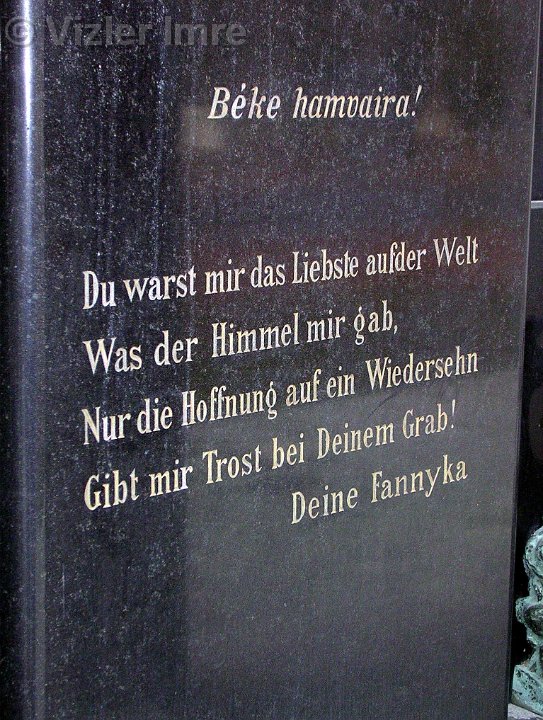 © Vizler Imre
Béke hamvaira!
Du warst mir das Liebste aufder Welt
Was der Himmel mir gab,
Nur die Hoffnung auf ein Wiedersehn
Gibt mir Trost bei Deinem Grab!
Deine Fannyka